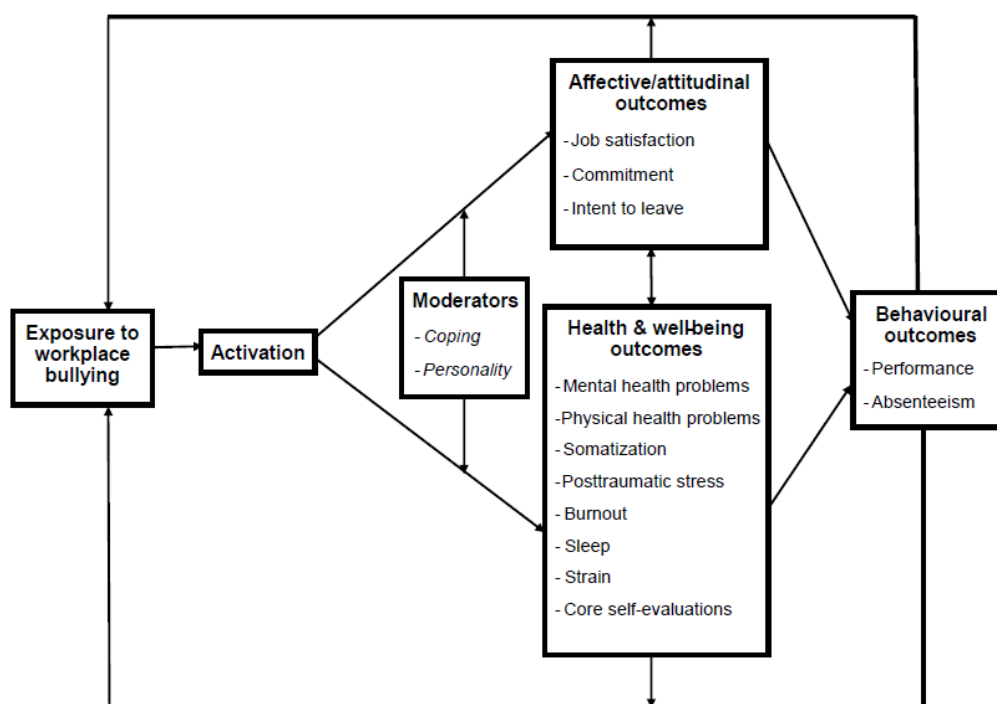 Affective/attitudinal
outcomes
- Job satisfaction
- Commitment
- Intent to leave
Exposure to
workplace
bullying
Activation
Moderators
- Coping
- Personality
Health & well-being
outcomes
- Mental health problems
- Physical health problems
- Somatization
- Posttraumatic stress
- Burnout
- Sleep
- Strain
- Core self-evaluations
Behavioural
outcomes
- Performance
- Absenteeism